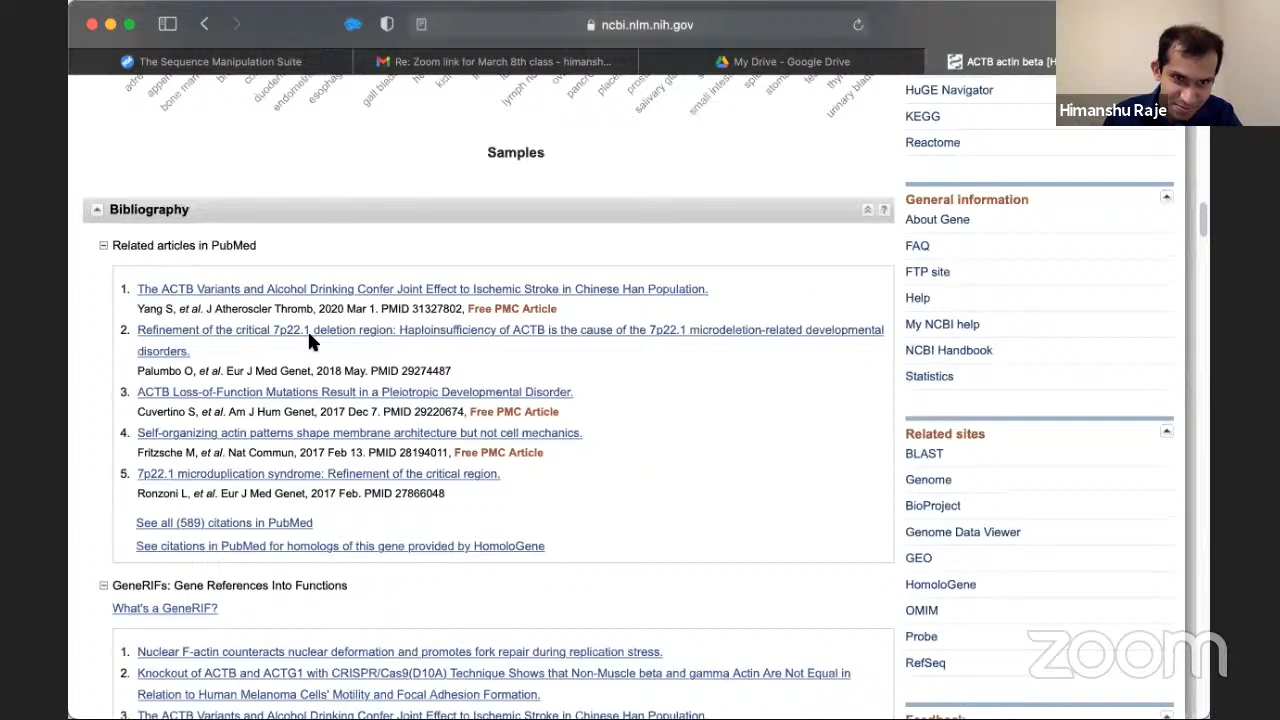 ncbi.nlm.nih.gov
The Sequence Manipulation Suite
Re: Zoom link for March 8th class - himansh...
My Drive - Google Drive
ACTB actin beta [H
Himanshu Raje
Samples
Bibliography
Related articles in PubMed
1. The ACTB Variants and Alcohol Drinking Confer Joint Effect to Ischemic Stroke in Chinese Han Population.
Yang S, et al. J Atheroscler Thromb, 2020 Mar 1. PMID 31327802, Free PMC Article
2. Refinement of the critical 7p22.1 deletion region: Haploinsufficiency of ACTB is the cause of the 7p22.1 microdeletion-related developmental
disorders.
Palumbo O, et al. Eur J Med Genet, 2018 May. PMID 29274487
3. ACTB Loss-of-Function Mutations Result in a Pleiotropic Developmental Disorder.
Cuvertino S, et al. Am J Hum Genet, 2017 Dec 7. PMID 29220674, Free PMC Article
4. Self-organizing actin patterns shape membrane architecture but not cell mechanics.
Fritzsche M, et al. Nat Commun, 2017 Feb 13. PMID 28194011, Free PMC Article
5. 7p22.1 microduplication syndrome: Refinement of the critical region.
Ronzoni L, et al. Eur J Med Genet, 2017 Feb. PMID 27866048
See all (589) citations in PubMed
See citations in PubMed for homologs of this gene provided by HomoloGene
GeneRIFs: Gene References Into Functions
What's a GeneRIF?
1. Nuclear F-actin counteracts nuclear deformation and promotes fork repair during replication stress.
2. Knockout of ACTB and ACTG1 with CRISPR/Cas9(D10A) Technique Shows that Non-Muscle beta and gamma Actin Are Not Equal in
Relation to Human Melanoma Cells' Motility and Focal Adhesion Formation.
3. The ACTB Variants and Alcohol Drinking Confer Joint Effect to Ischemic Stroke in Chinese Han Population.
HuGE Navigator
KEGG
Reactome
General information
About Gene
FAQ
FTP site
Help
My NCBI help
NCBI Handbook
Statistics
Related sites
BLAST
Genome
BioProject
Genome Data Viewer
GEO
HomoloGene
OMIM
Probe
RefSeq
Feedback
zoom